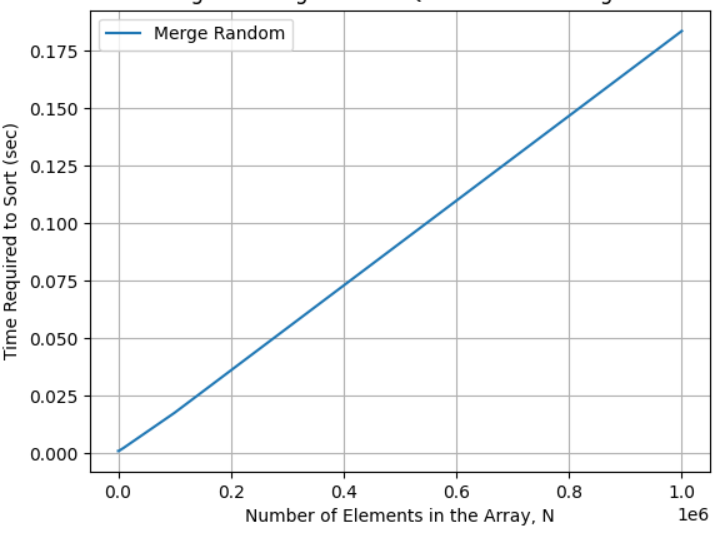 Merge Random
0.175
0.150
0.125
0.100
0.075
0.050
0.025
0.000
Time Required to Sort (sec)
0.0 0.2 0.4 0.6 0.8 1.0
1e6
Number of Elements in the Array, N